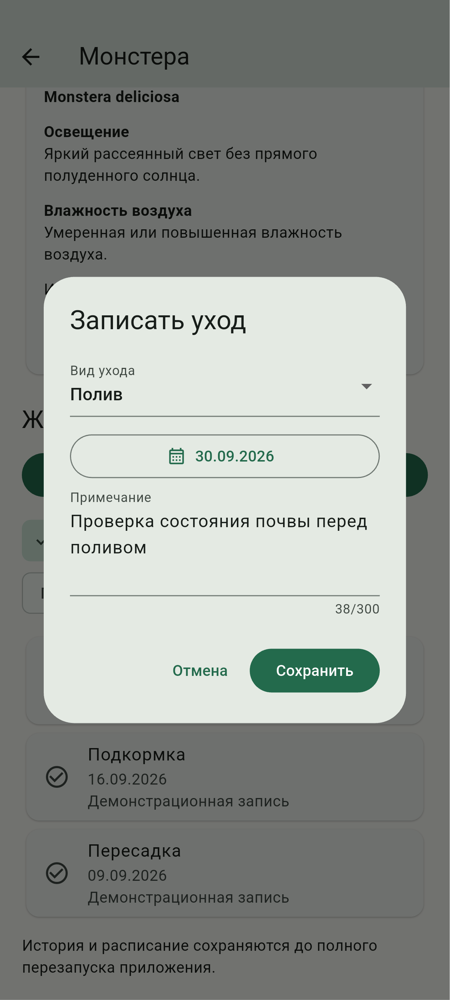 Монстера
Monstera deliciosa
Освещение
Яркий рассеянный свет без прямого
полуденного солнца.
Влажность воздуха
Умеренная или повышенная влажность
воздуха.
Записать уход
Вид ухода
Полив
30.09.2026
Примечание
Проверка состояния почвы перед
поливом
38/300
Отмена
Сохранить
Подкормка
16.09.2026
Демонстрационная запись
Пересадка
09.09.2026
Демонстрационная запись
История и расписание сохраняются до полного
перезапуска приложения.